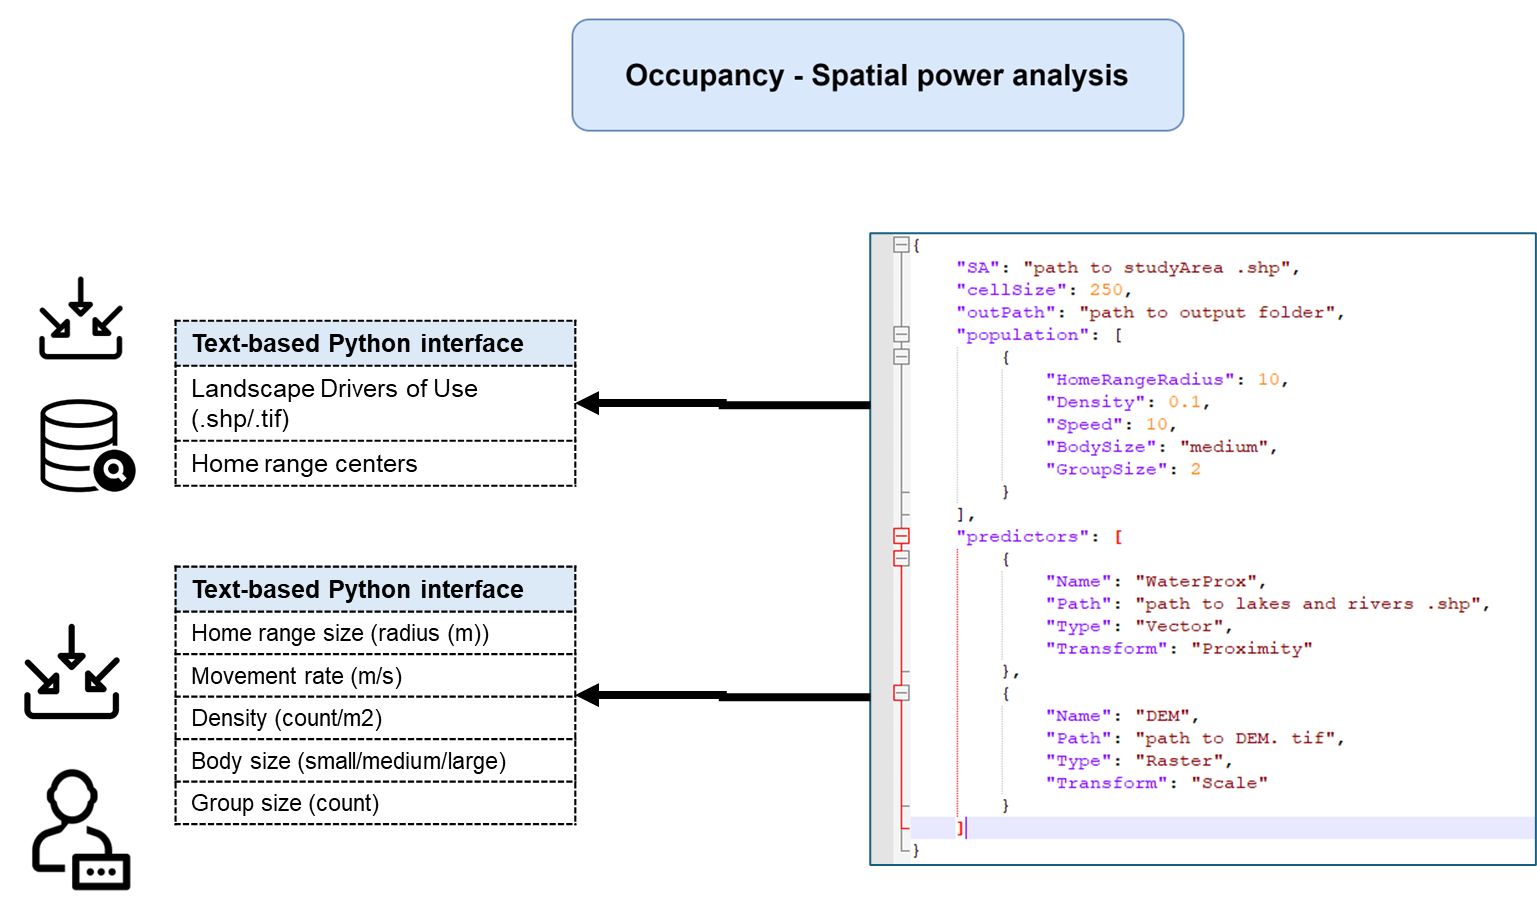 Occupancy - Spatial power analysis
Text-based Python interface
Landscape Drivers of Use
(.shp/.tif)
Home range centers
Text-based Python interface
Home range size (radius (m))
Movement rate (m/s)
Density (count/m2)
Body size (small/medium/large)
Group size (count)
{
"SA": "path to studyArea .shp",
"cellSize": 250,
"outPath": "path to output folder",
"population": [
{
"HomeRangeRadius": 10,
"Density": 0.1,
"Speed": 10,
"BodySize": "medium",
"GroupSize": 2
}
],
"predictors": [
{
"Name": "WaterProx",
"Path": "path to lakes and rivers .shp",
"Type": "Vector",
"Transform": "Proximity"
},
{
"Name": "DEM",
"Path": "path to DEM. tif",
"Type": "Raster",
"Transform": "Scale"
}
]
}